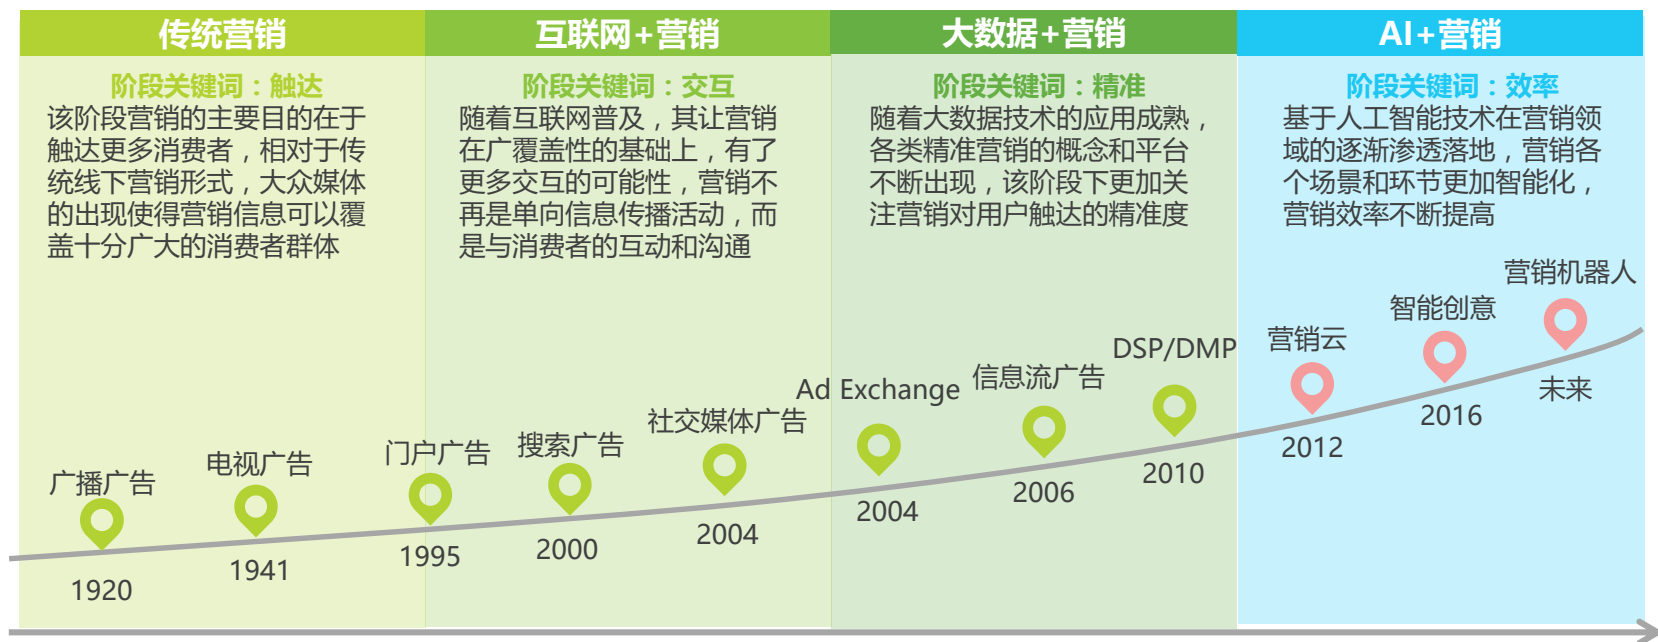 传统营销
互联网+营销
大数据+营销
AI+营销
阶段关键词：触达
该阶段营销的主要目的在于
触达更多消费者，相对于传
统线下营销形式，大众媒体
的出现使得营销信息可以覆
盖十分广大的消费者群体
阶段关键词：交互
随着互联网普及，其让营销
在广覆盖性的基础上，有了
更多交互的可能性，营销不
再是单向信息传播活动，而
是与消费者的互动和沟通
阶段关键词：精准
随着大数据技术的应用成熟，
各类精准营销的概念和平台
不断出现，该阶段下更加关
注营销对用户触达的精准度
阶段关键词：效率
基于人工智能技术在营销领
域的逐渐渗透落地，营销各
个场景和环节更加智能化，
营销效率不断提高
广播广告
1920
电视广告
1941
门户广告
1995
搜索广告
2000
社交媒体广告
2004
Ad Exchange
2004
信息流广告
2006
DSP/DMP
2010
营销云
2012
智能创意
2016
营销机器人
未来